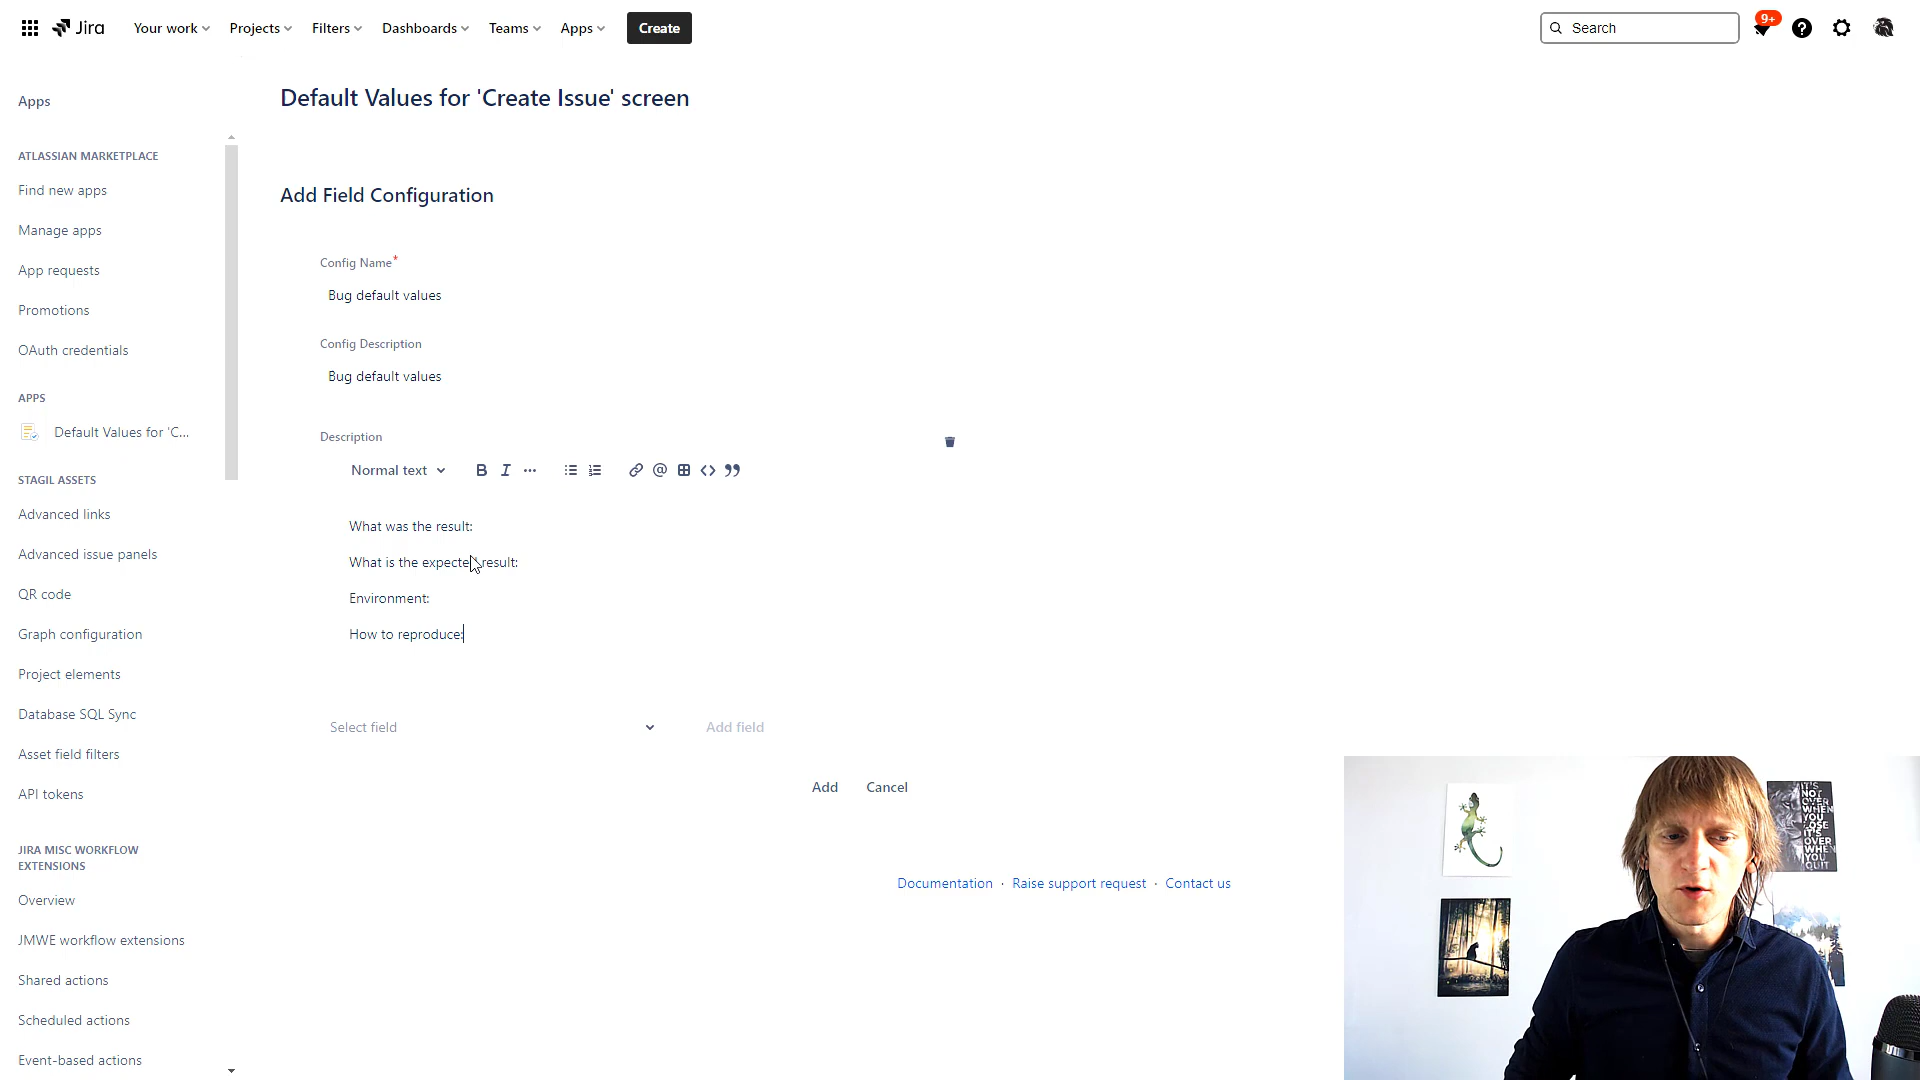 Jira
Your work
Projects
Filters
Dashboards
Teams
Apps
Create
Search
9+
Apps
Default Values for 'Create Issue' screen
ATLASSIAN MARKETPLACE
Find new apps
Manage apps
App requests
Promotions
OAuth credentials
APPS
Default Values for 'C...
STAGIL ASSETS
Advanced links
Advanced issue panels
QR code
Graph configuration
Project elements
Database SQL Sync
Asset field filters
API tokens
JIRA MISC WORKFLOW
EXTENSIONS
Overview
JMWE workflow extensions
Shared actions
Scheduled actions
Event-based actions
Add Field Configuration
Config Name*
Bug default values
Config Description
Bug default values
Description
Normal text
What was the result:
What is the expected result:
Environment:
How to reproduce:
Select field
Add field
Add
Cancel
Documentation · Raise support request · Contact us
IT'S
NOT
OVER
WHEN
YOU
LOSE
IT'S
OVER
WHEN
YOU
QUIT